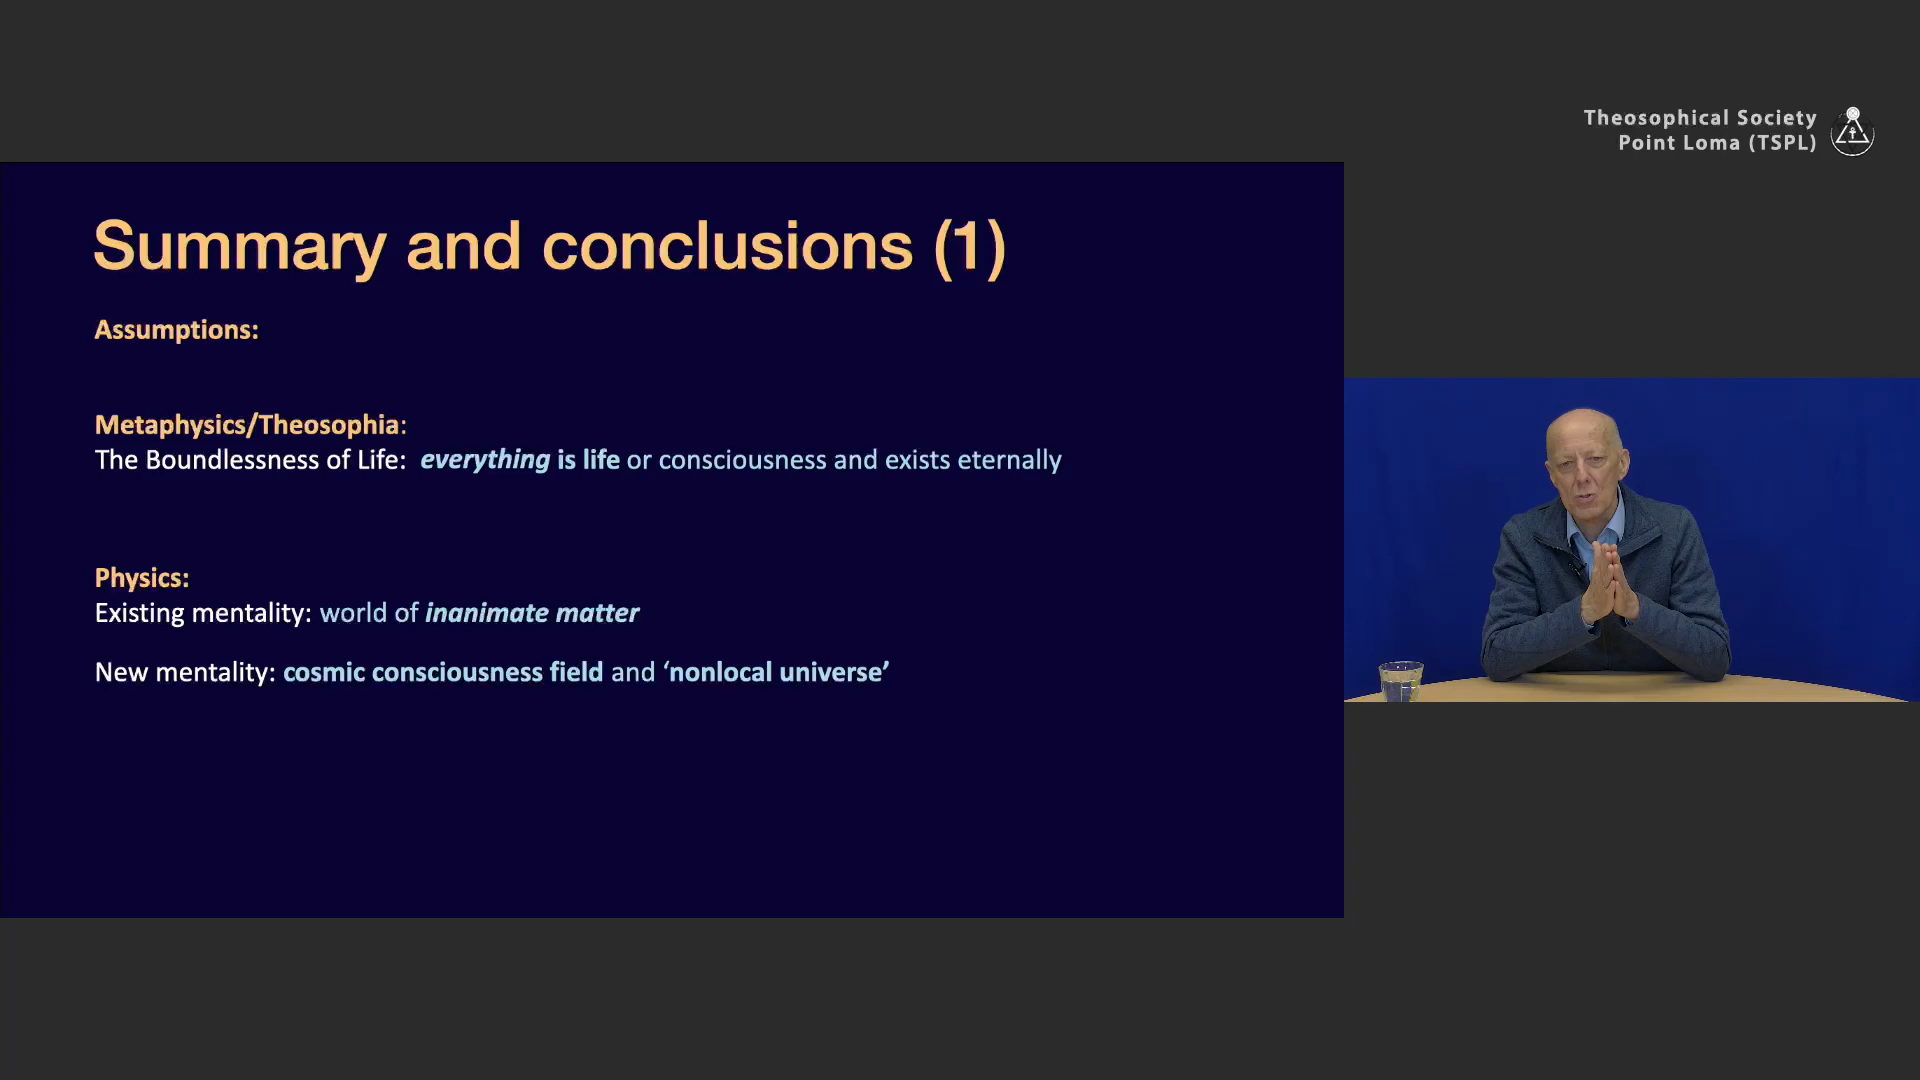 Theosophical Society
Point Loma (TSPL)
Summary and conclusions (1)
Assumptions:
Metaphysics/Theosophia:
The Boundlessness of Life: everything is life or consciousness and exists eternally
Physics:
Existing mentality: world of inanimate matter
New mentality: cosmic consciousness field and ‘nonlocal universe’